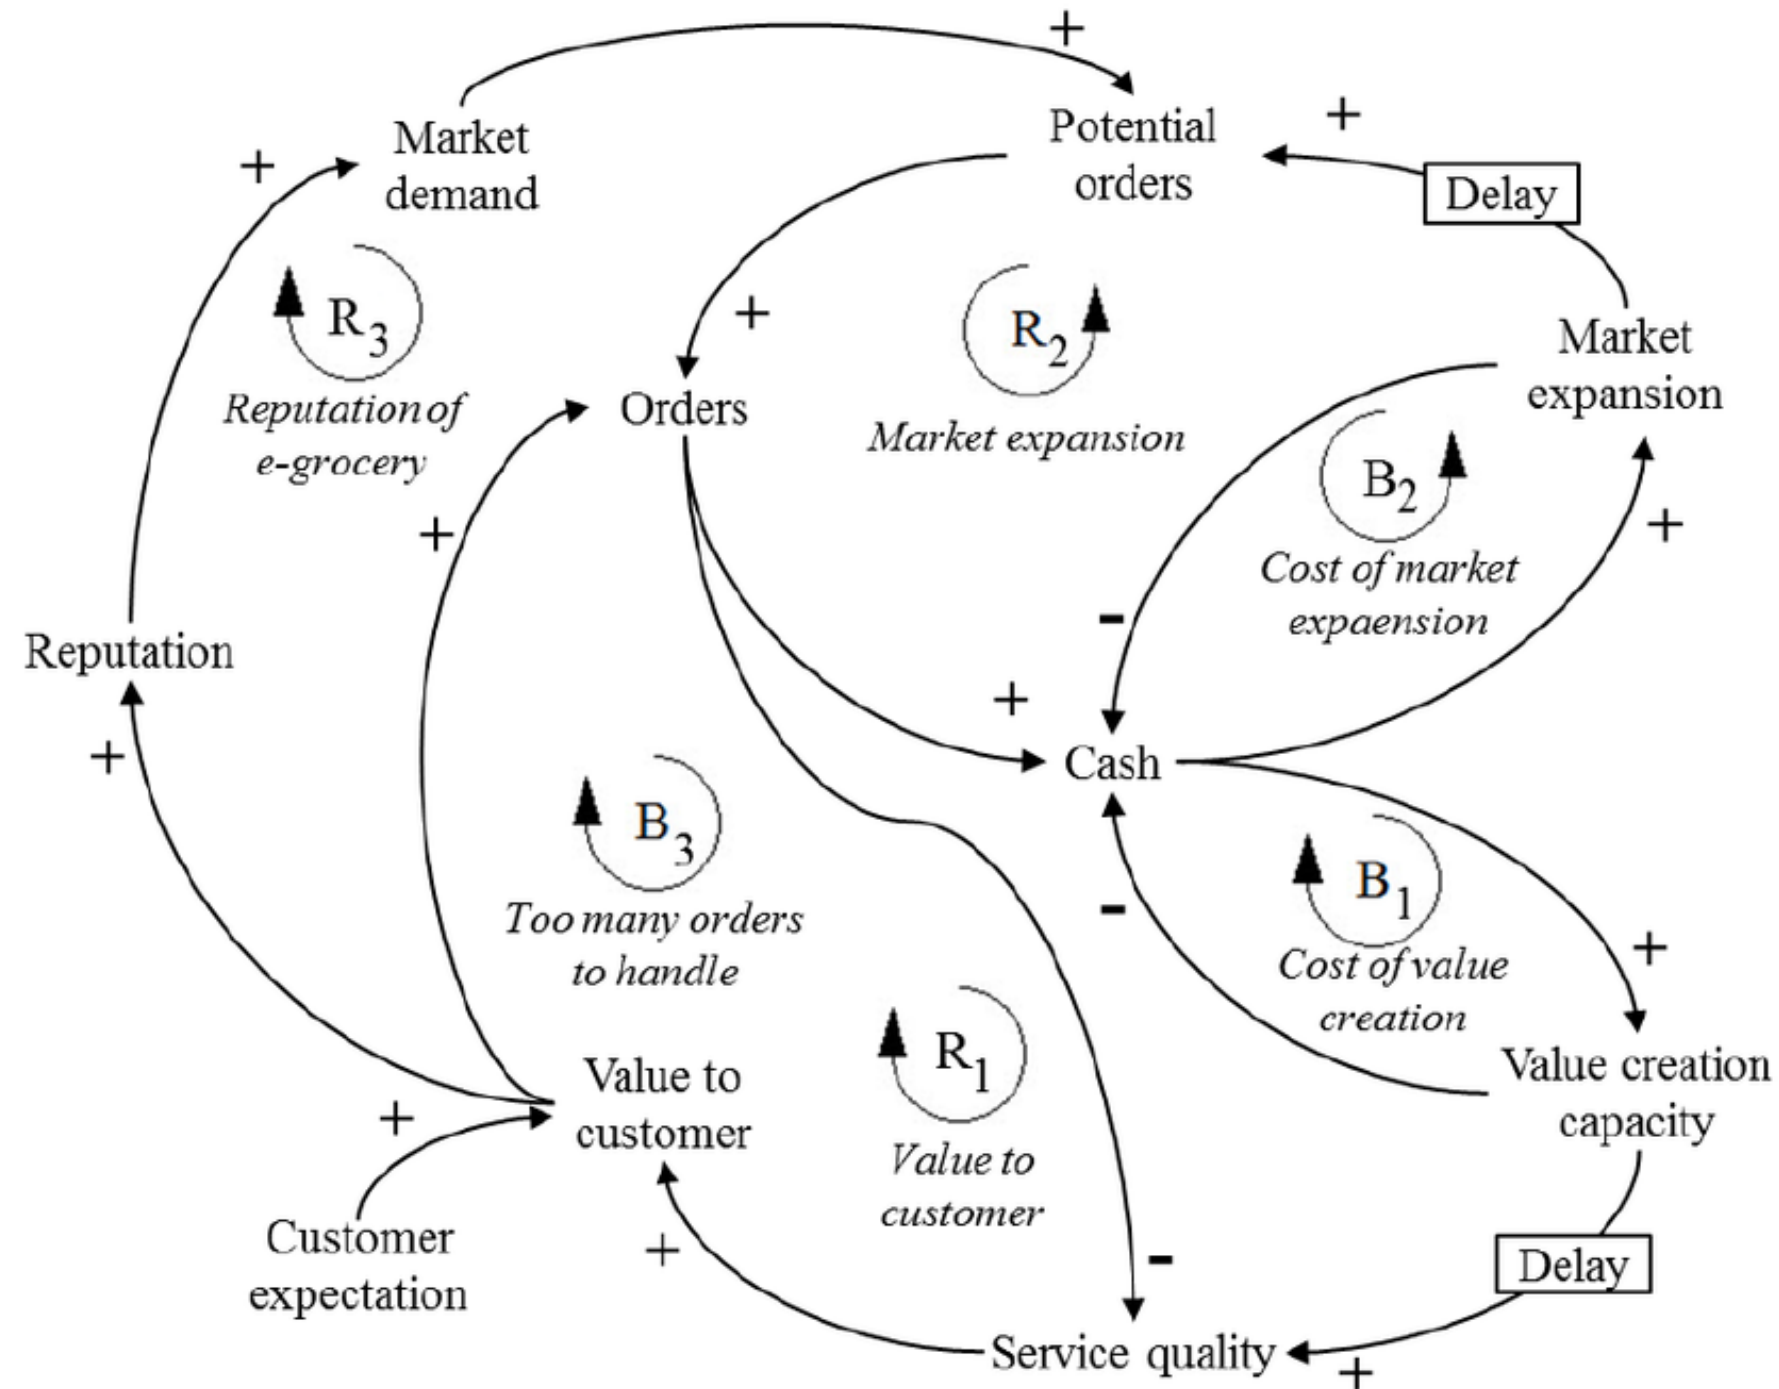 +
Market
demand
+
Potential
orders
+
Delay
R3
Reputation of
e-grocery
+
Orders
R2
Market expansion
Market
expansion
B2
Cost of market
expaension
+
+
-
Reputation
+
+
Cash
B3
Too many orders
to handle
-
B1
Cost of value
creation
+
R1
Value to
customer
Value creation
capacity
Value to
customer
+
Customer
expectation
+
-
Delay
Service quality
+